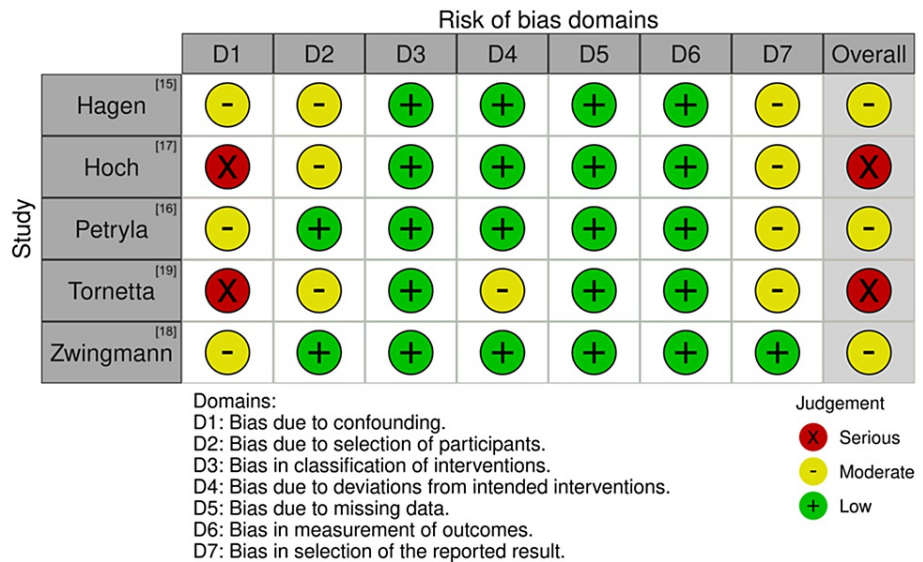 Risk of bias domains
D1 D2 D3 D4 D5 D6 D7 Overall
Study
Hagen [15] - - + + + + - -
Hoch [17] X - + + + + - X
Petryla [16] - + + + + + - -
Tornetta [19] X - + - + + - X
Zwingmann [18] - + + + + + + -
Domains:
D1: Bias due to confounding.
D2: Bias due to selection of participants.
D3: Bias in classification of interventions.
D4: Bias due to deviations from intended interventions.
D5: Bias due to missing data.
D6: Bias in measurement of outcomes.
D7: Bias in selection of the reported result.
Judgement
X Serious
- Moderate
+ Low